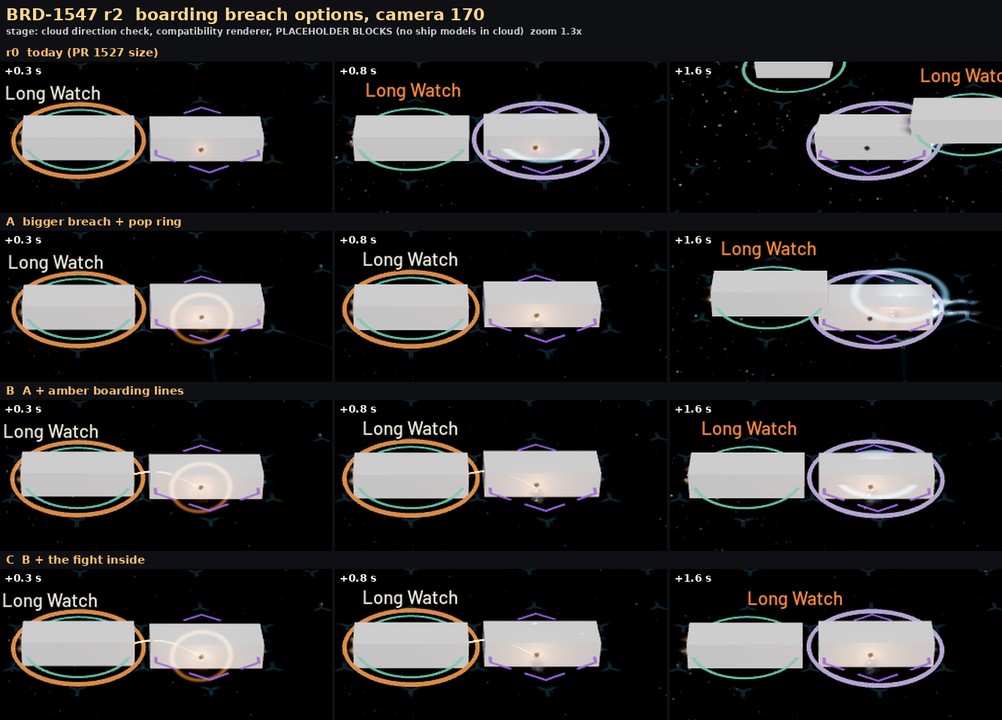 BRD-1547 r2 boarding breach options, camera 170
stage: cloud direction check, compatibility renderer, PLACEHOLDER BLOCKS (no ship models in cloud) zoom 1.3x
r0 today (PR 1527 size)
+0.3 s
Long Watch
+0.8 s
Long Watch
+1.6 s
Long Watc
A bigger breach + pop ring
+0.3 s
Long Watch
+0.8 s
Long Watch
+1.6 s
Long Watch
B A + amber boarding lines
+0.3 s
Long Watch
+0.8 s
Long Watch
+1.6 s
Long Watch
C B + the fight inside
+0.3 s
Long Watch
+0.8 s
Long Watch
+1.6 s
Long Watch